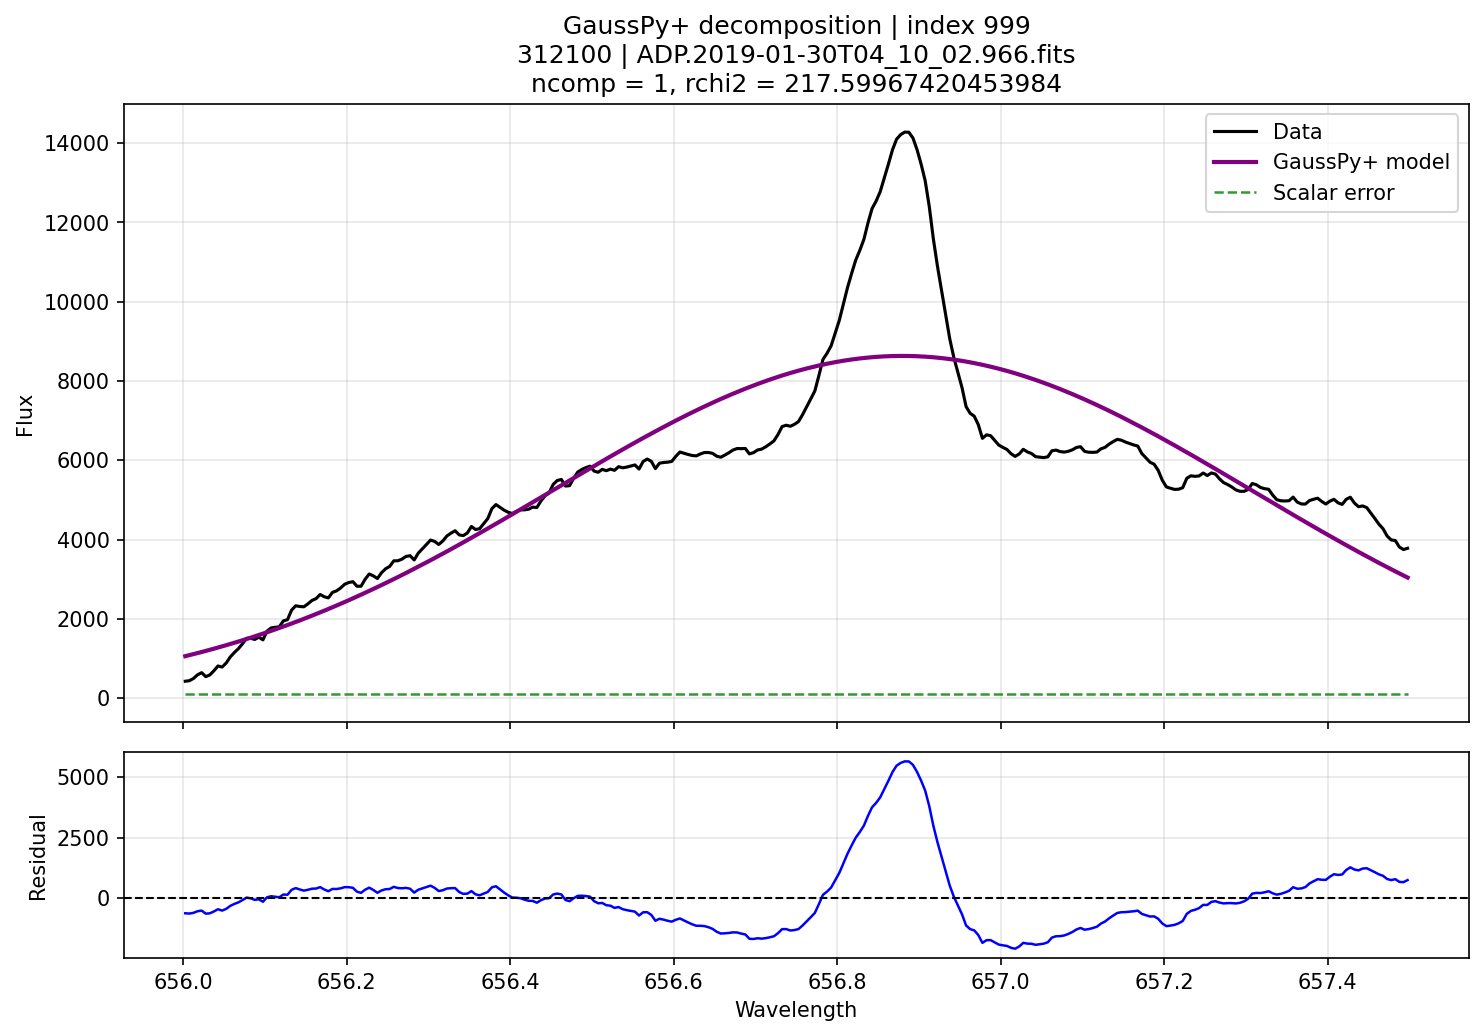 GaussPy+ decomposition | index 999
312100 | ADP.2019-01-30T04_10_02.966.fits
ncomp = 1, rchi2 = 217.59967420453984
Data
GaussPy+ model
Scalar error
Flux
14000
12000
10000
8000
6000
4000
2000
0
Residual
5000
2500
0
656.0
656.2
656.4
656.6
656.8
657.0
657.2
657.4
Wavelength